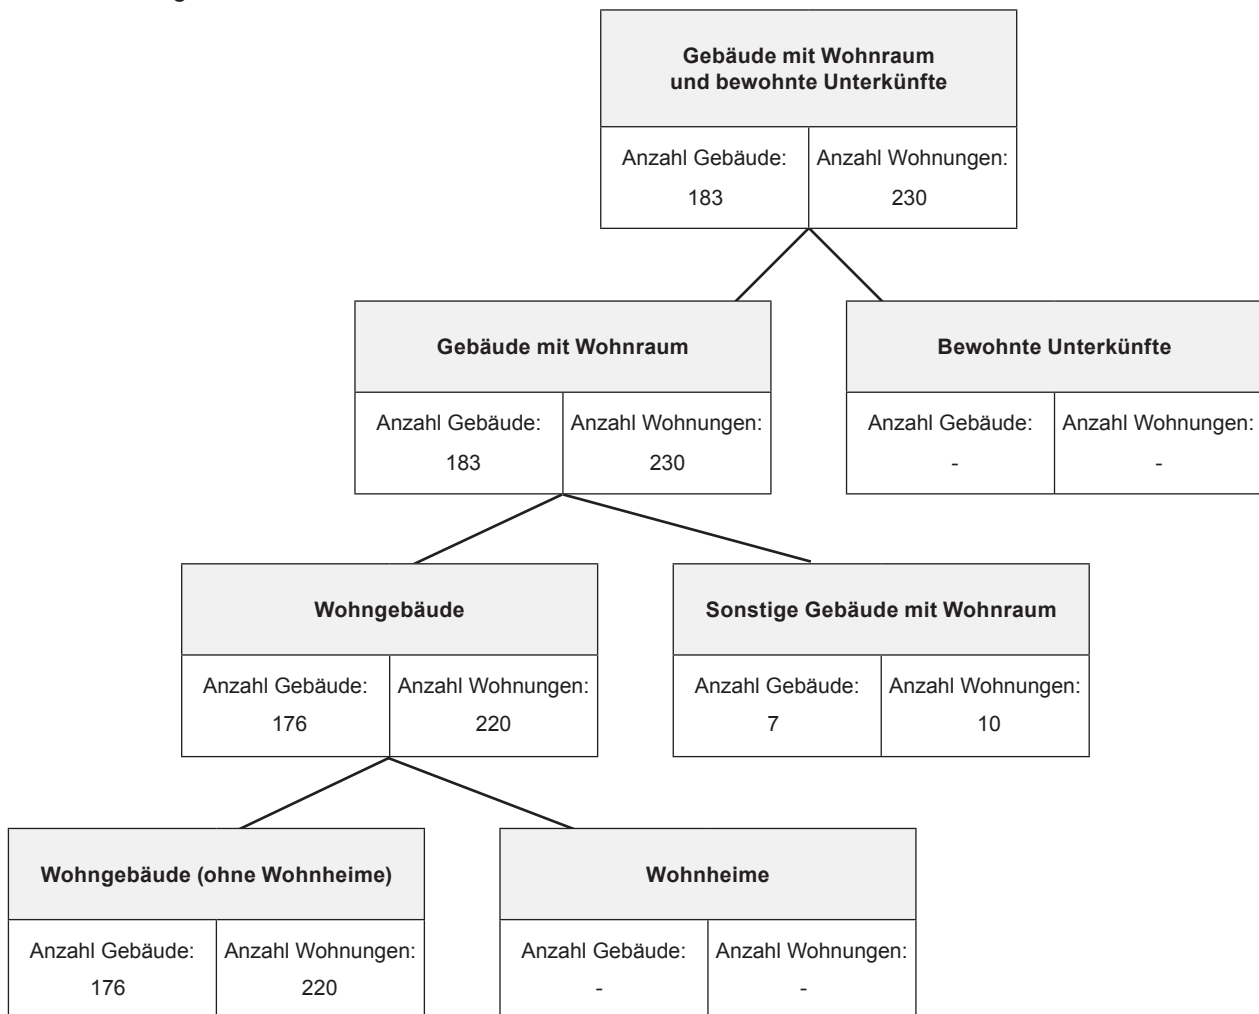 Gebäude mit Wohnraum
und bewohnte Unterkünfte
Anzahl Gebäude: Anzahl Wohnungen:
183 230
Gebäude mit Wohnraum
Anzahl Gebäude: Anzahl Wohnungen:
183 230
Bewohnte Unterkünfte
Anzahl Gebäude: Anzahl Wohnungen:
- -
Wohngebäude
Anzahl Gebäude: Anzahl Wohnungen:
176 220
Sonstige Gebäude mit Wohnraum
Anzahl Gebäude: Anzahl Wohnungen:
7 10
Wohngebäude (ohne Wohnheime)
Anzahl Gebäude: Anzahl Wohnungen:
176 220
Wohnheime
Anzahl Gebäude: Anzahl Wohnungen:
- -